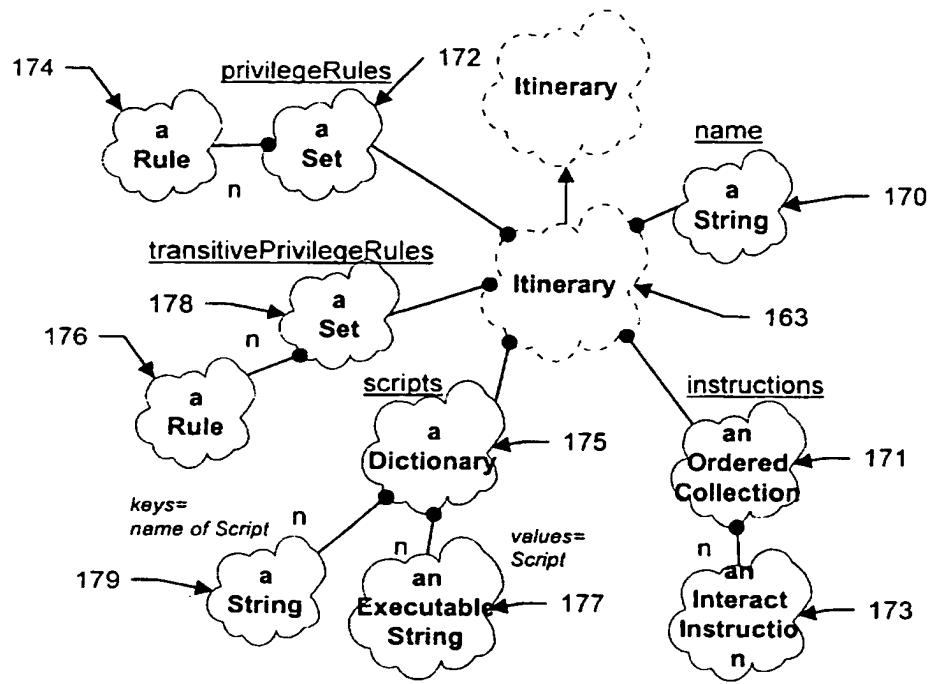 174
privilegeRules
172
Itinerary
a
Rule
n
a
Set
name
a
String
170
transitivePrivilegeRules
178
a
Set
n
176
a
Rule
Itinerary
163
scripts
a
Dictionary
175
instructions
an
Ordered
Collection
171
keys=
name of Script
n
179
a
String
n
values=
Script
an
Executable
String
177
n
an
Interact
Instructio
n
173